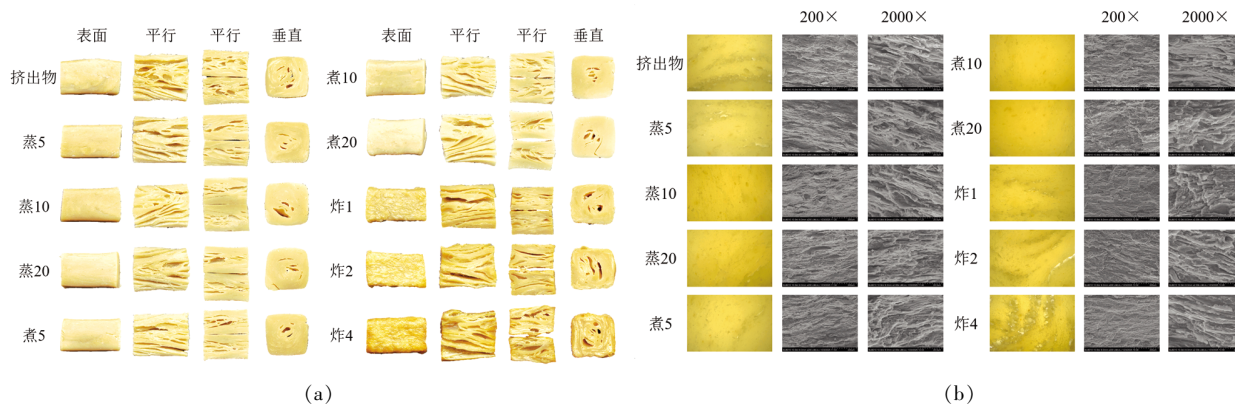 200× 2000× 200× 2000×
表面 平行 平行 垂直 表面 平行 平行 垂直
挤出物 煮10
蒸5 煮20
蒸10 炸1
蒸20 炸2
煮5 炸4
挤出物 煮10
蒸5 煮20
蒸10 炸1
蒸20 炸2
煮5 炸4
(a) (b)